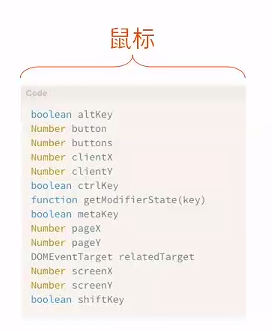 鼠标
Code
boolean altKey
Number button
Number buttons
Number clientX
Number clientY
boolean ctrlKey
function getModifierState(key)
boolean metaKey
Number pageX
Number pageY
DOMEventTarget relatedTarget
Number screenX
Number screenY
boolean shiftKey